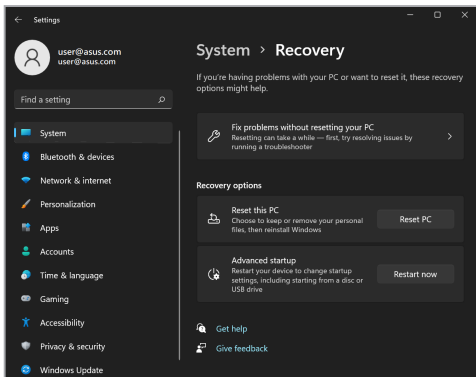 Settings
user@asus.com
user@asus.com
Find a setting
System
Bluetooth & devices
Network & internet
Personalization
Apps
Accounts
Time & language
Gaming
Accessibility
Privacy & security
Windows Update
System > Recovery
If you're having problems with your PC or want to reset it, these recovery
options might help.
Fix problems without resetting your PC
Resetting can take a while — first, try resolving issues by
running a troubleshooter
Recovery options
Reset this PC
Choose to keep or remove your personal
files, then reinstall Windows
Reset PC
Advanced startup
Restart your device to change startup
settings, including starting from a disc or
USB drive
Restart now
Get help
Give feedback